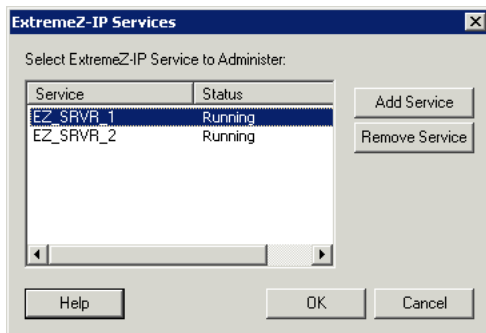 ExtremeZ-IP Services
Select ExtremeZ-IP Service to Administer:
Service Status
EZ_SRVR_1 Running
EZ_SRVR_2 Running
Add Service
Remove Service
Help OK Cancel